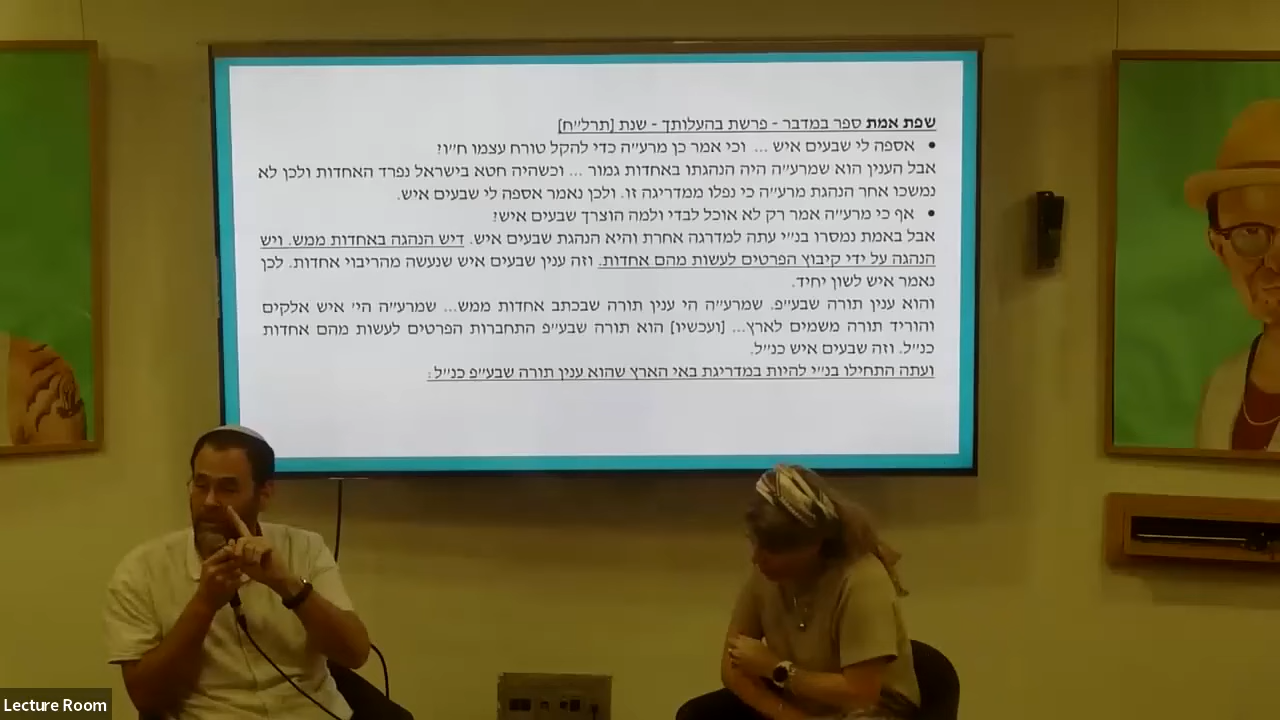 שפת אמת ספר במדבר - פרשת בהעלותך - שנת [תרל״ח]
• אספה לי שבעים איש ... וכי אמר כן מרע״ה כדי להקל טורח עצמו ח״ו?
אבל הענין הוא שמרע״ה היה הנהגתו באחדות גמור ... וכשהיה חטא בישראל נפרד האחדות ולכן לא
נמשכו אחר הנהגת מרע״ה כי נפלו ממדריגה זו. ולכן נאמר אספה לי שבעים איש.
• אף כי מרע״ה אמר רק לא אוכל לבדי ולמה הוצרך שבעים איש?
אבל באמת נמסרו בנ״י עתה למדרגה אחרת והיא הנהגת שבעים איש. דיש הנהגה באחדות ממש. ויש
הנהגה על ידי קיבוץ הפרטים לעשות מהם אחדות. וזה ענין שבעים איש שנעשה מהריבוי אחדות. לכן
נאמר איש לשון יחיד.
והוא ענין תורה שבע״פ. שמרע״ה הי ענין תורה שבכתב אחדות ממש... שמרע״ה הי׳ איש אלקים
והוריד תורה משמים לארץ... [ועכשיו] הוא תורה שבע״פ התחברות הפרטים לעשות מהם אחדות
כנ״ל. וזה שבעים איש כנ״ל.
ועתה התחילו בנ״י להיות במדריגת באי הארץ שהוא ענין תורה שבע״פ כנ״ל :
Lecture Room